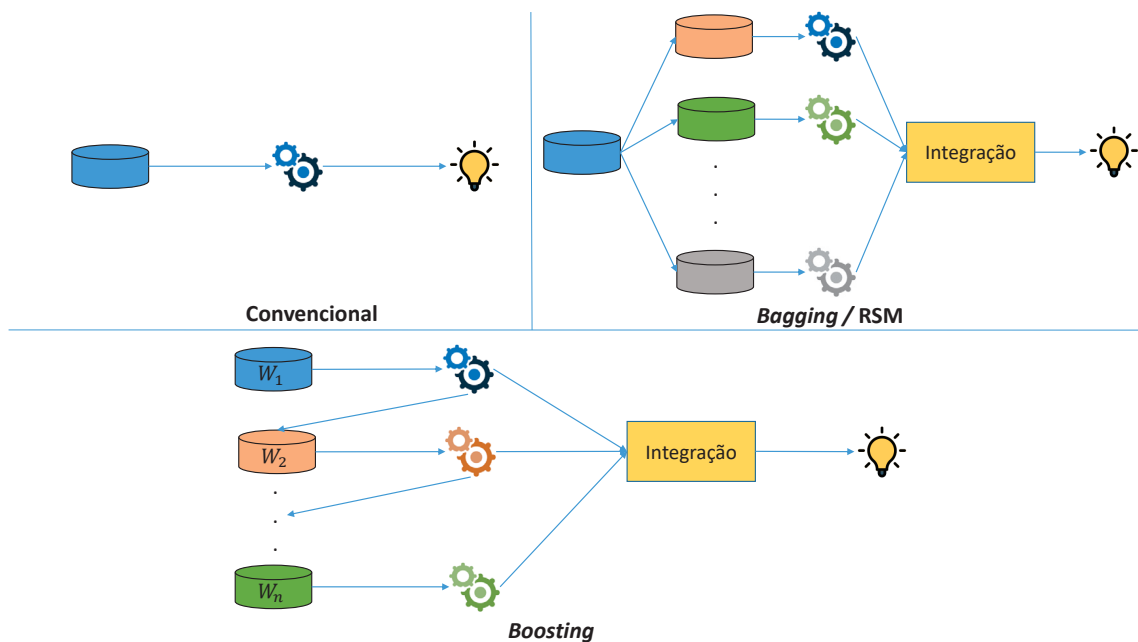 Integração
Convencional
Bagging / RSM
W₁
W₂
Integração
Wₙ
Boosting